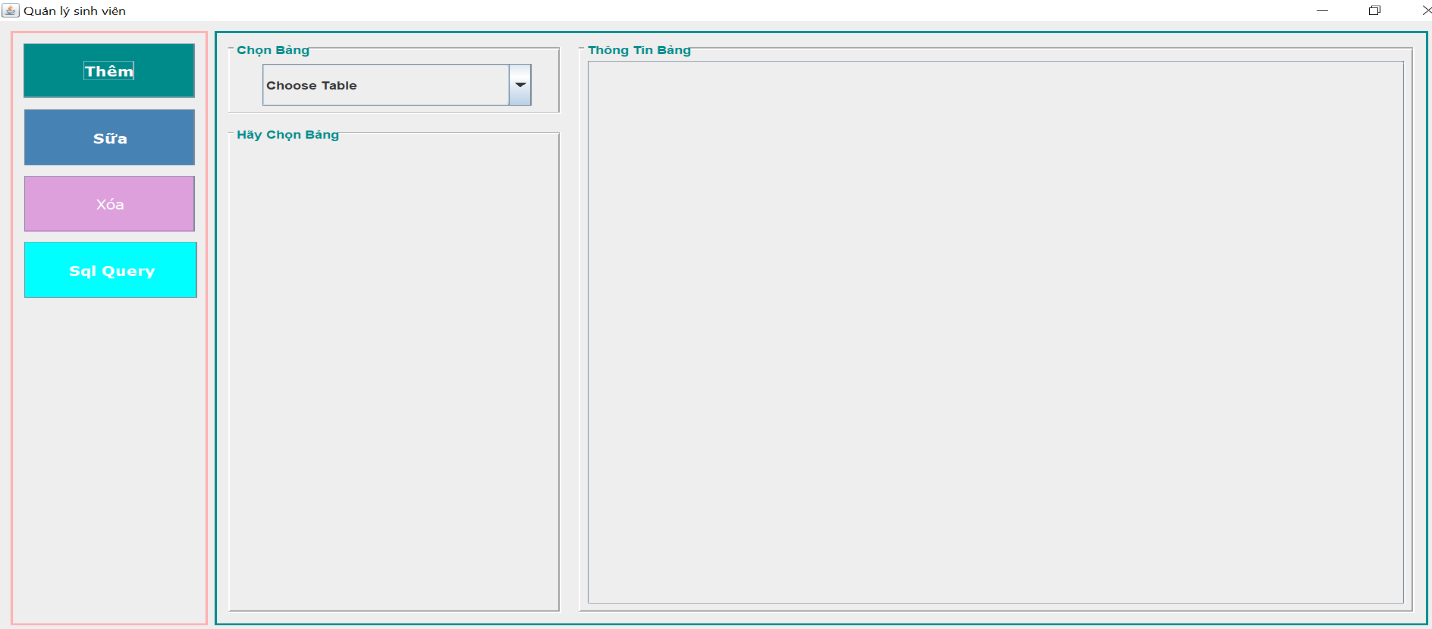 Quản lý sinh viên
Thêm
Sữa
Xóa
Sql Query
Chọn Bảng
Choose Table
Hãy Chọn Bảng
Thông Tin Bảng